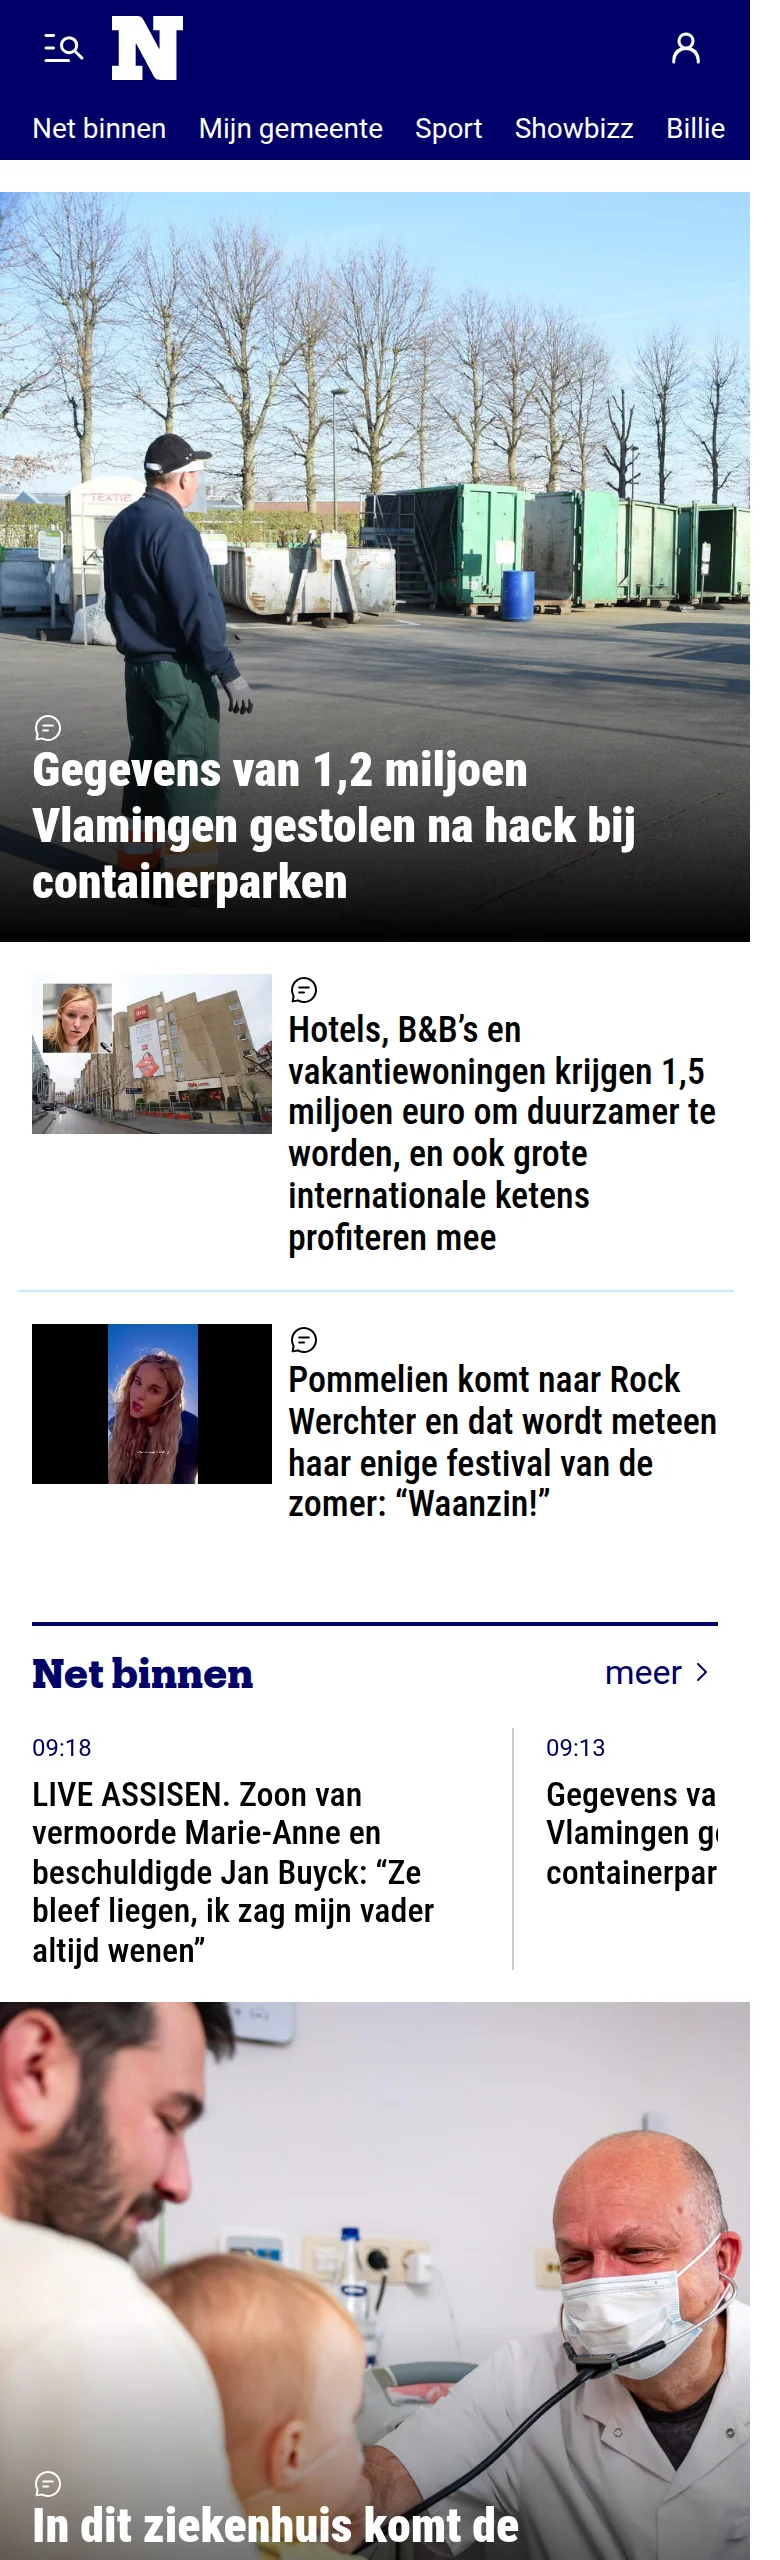 N
Net binnen Mijn gemeente Sport Showbizz Billie
TEXTIE
Gegevens van 1,2 miljoen
Vlamingen gestolen na hack bij
containerparken
ibis
Hotels, B&B’s en
vakantiewoningen krijgen 1,5
miljoen euro om duurzamer te
worden, en ook grote
internationale ketens
profiteren mee
Pommelien komt naar Rock
Werchter en dat wordt meteen
haar enige festival van de
zomer: “Waanzin!”
Net binnen meer
09:18
LIVE ASSISEN. Zoon van
vermoorde Marie-Anne en
beschuldigde Jan Buyck: “Ze
bleef liegen, ik zag mijn vader
altijd wenen”
09:13
Gegevens va
Vlamingen g
containerpar
In dit ziekenhuis komt de